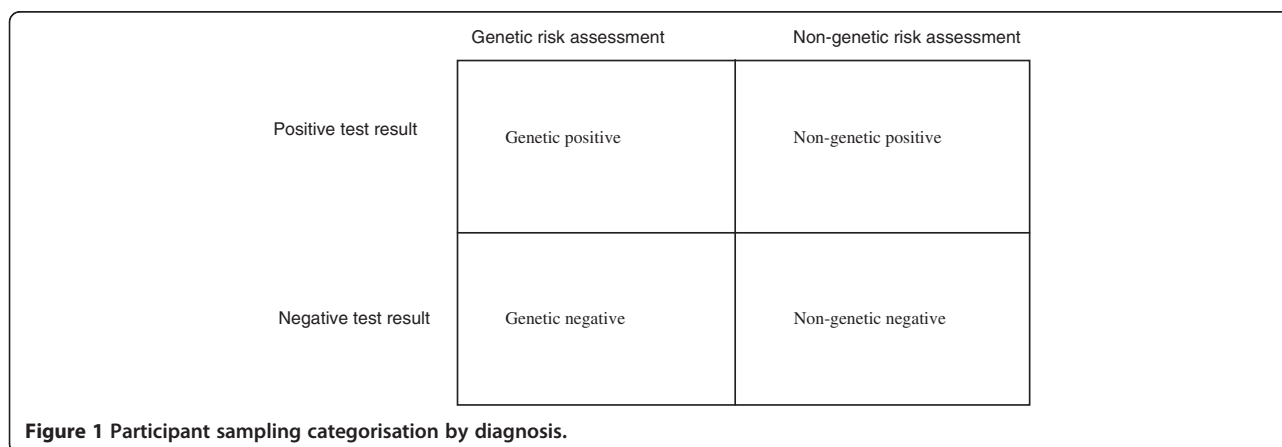 Genetic risk assessment Non-genetic risk assessment
Positive test result Genetic positive Non-genetic positive
Negative test result Genetic negative Non-genetic negative
Figure 1 Participant sampling categorisation by diagnosis.